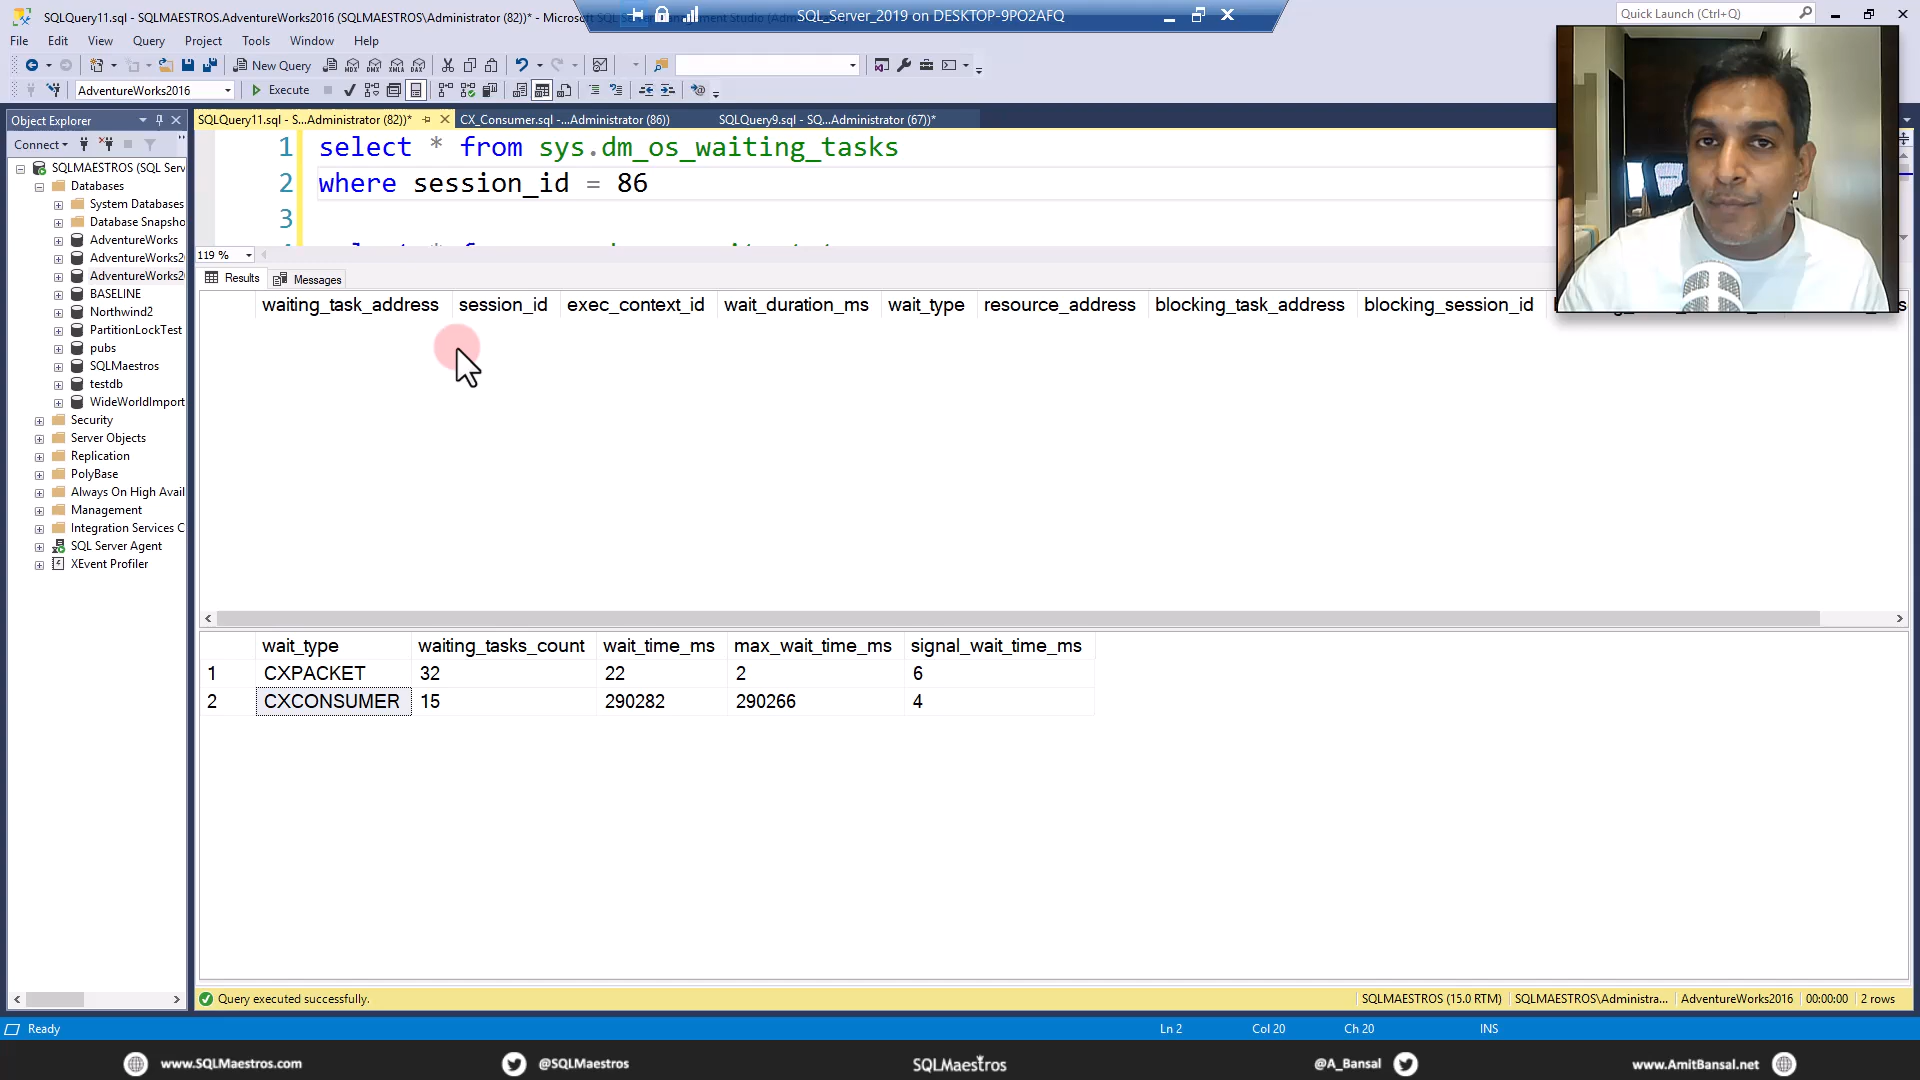 SQLQuery11.sql - SQLMAESTROS.AdventureWorks2016 (SQLMAESTROS\Administrator (82))* - Micros
SQL_Server_2019 on DESKTOP-9PO2AFQ
Quick Launch (Ctrl+Q)
File Edit View Query Project Tools Window Help
New Query
AdventureWorks2016
Execute
Object Explorer
SQLQuery11.sql - S...Administrator (82))*
CX_Consumer.sql -...Administrator (86))
SQLQuery9.sql - SQ...Administrator (67))*
Connect
SQLMAESTROS (SQL Serv
Databases
System Databases
Database Snapsho
AdventureWorks
AdventureWorks2
AdventureWorks2
BASELINE
Northwind2
PartitionLockTest
pubs
SQLMaestros
testdb
WideWorldImport
Security
Server Objects
Replication
PolyBase
Always On High Avail
Management
Integration Services C
SQL Server Agent
XEvent Profiler
1 select * from sys.dm_os_waiting_tasks
2 where session_id = 86
3
119 %
Results Messages
waiting_task_address session_id exec_context_id wait_duration_ms wait_type resource_address blocking_task_address blocking_session_id
wait_type waiting_tasks_count wait_time_ms max_wait_time_ms signal_wait_time_ms
1 CXPACKET 32 22 2 6
2 CXCONSUMER 15 290282 290266 4
Query executed successfully.
SQLMAESTROS (15.0 RTM) SQLMAESTROS\Administra... AdventureWorks2016 00:00:00 2 rows
Ready
Ln 2 Col 20 Ch 20 INS
www.SQLMaestros.com @SQLMaestros SQLMaestros @A_Bansal www.AmitBansal.net